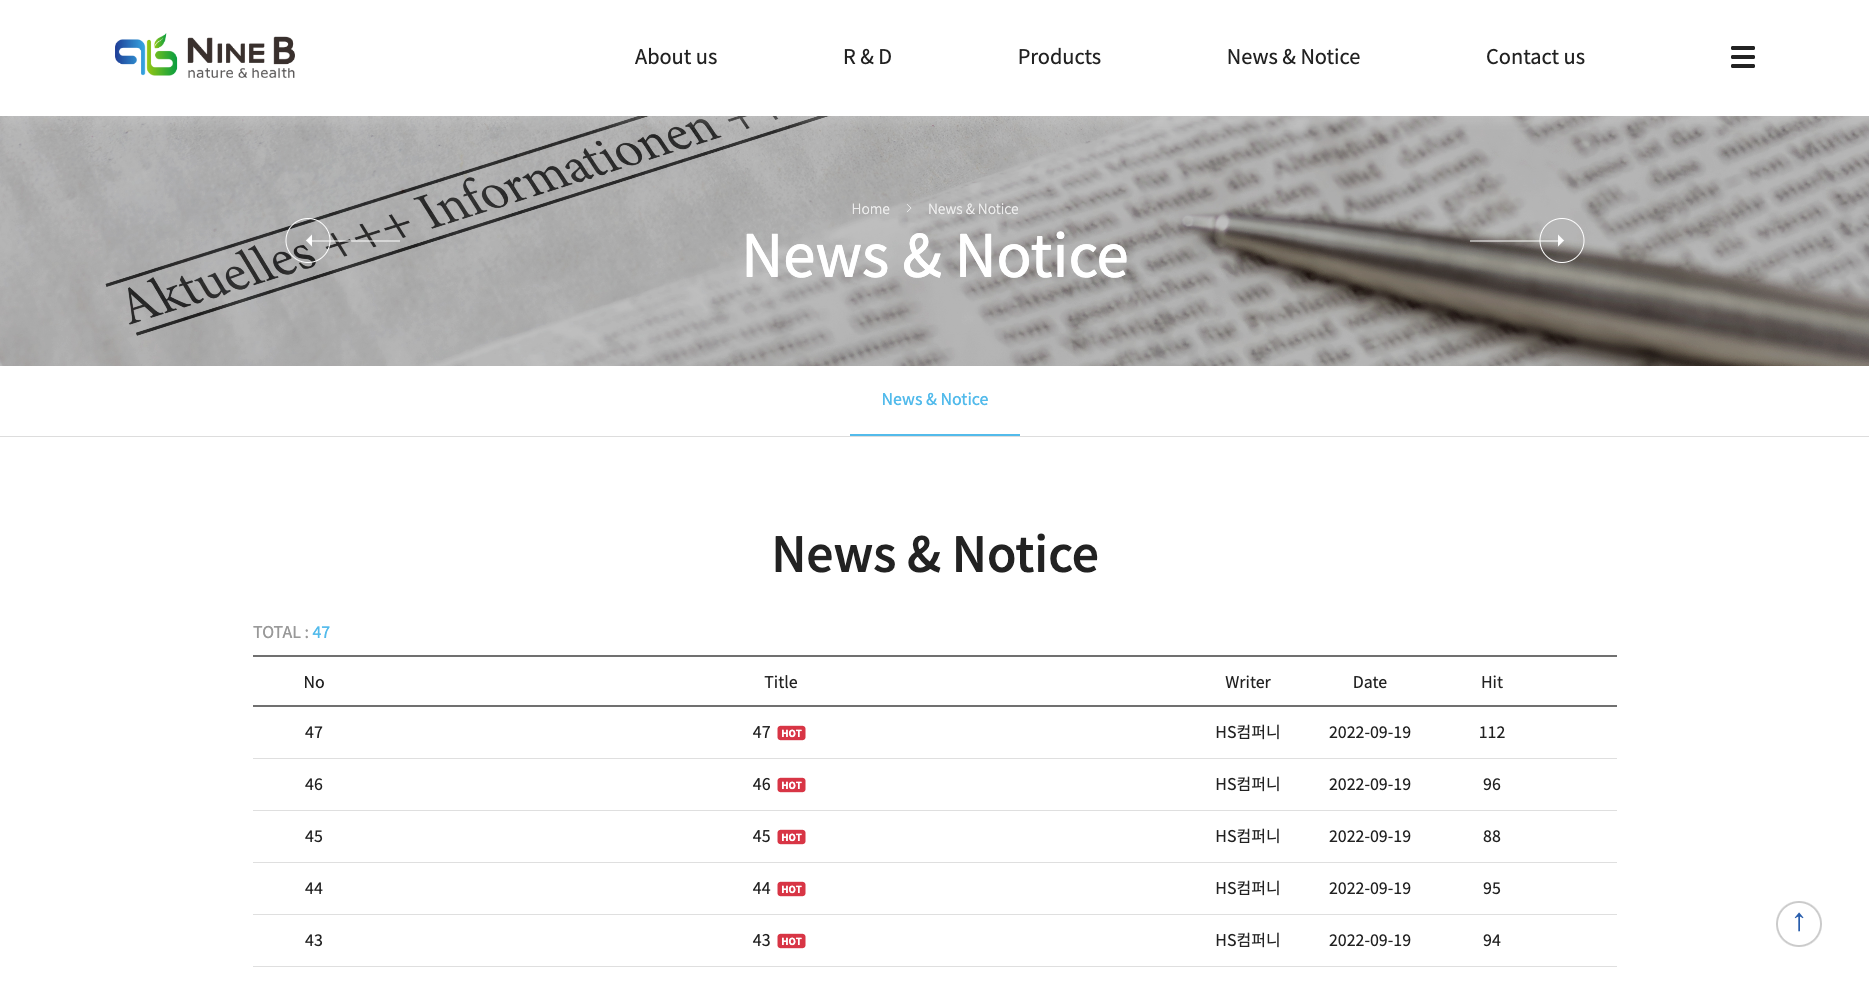 NINE B
nature & health
About us
R & D
Products
News & Notice
Contact us
Aktuelles +++ Informationen +
Home > News & Notice
News & Notice
News & Notice
News & Notice
TOTAL : 47
No Title Writer Date Hit
47 47 HOT HS컴퍼니 2022-09-19 112
46 46 HOT HS컴퍼니 2022-09-19 96
45 45 HOT HS컴퍼니 2022-09-19 88
44 44 HOT HS컴퍼니 2022-09-19 95
43 43 HOT HS컴퍼니 2022-09-19 94